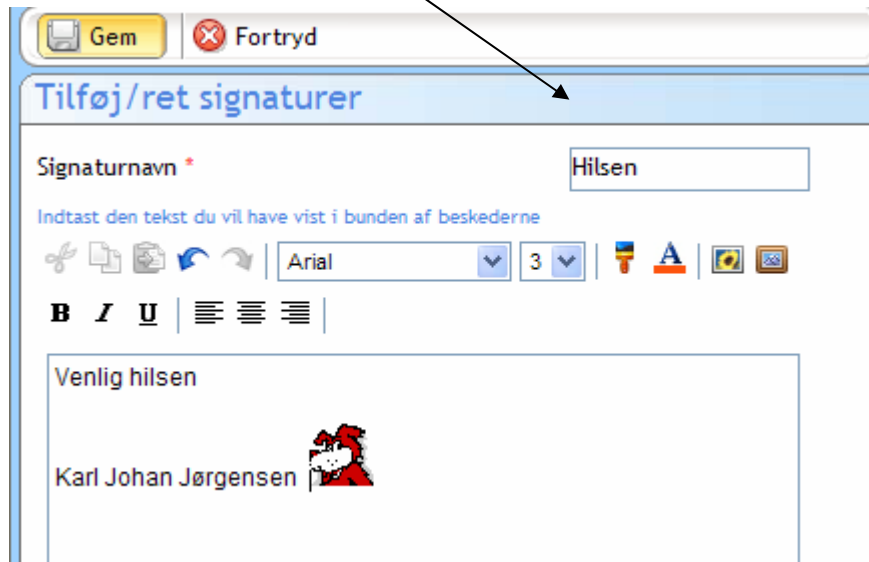 Gem Fortryd
Tilføj/ret signaturer
Signaturnavn * Hilsen
Indtast den tekst du vil have vist i bunden af beskederne
Arial 3 A
B I U
Venlig hilsen
Karl Johan Jørgensen